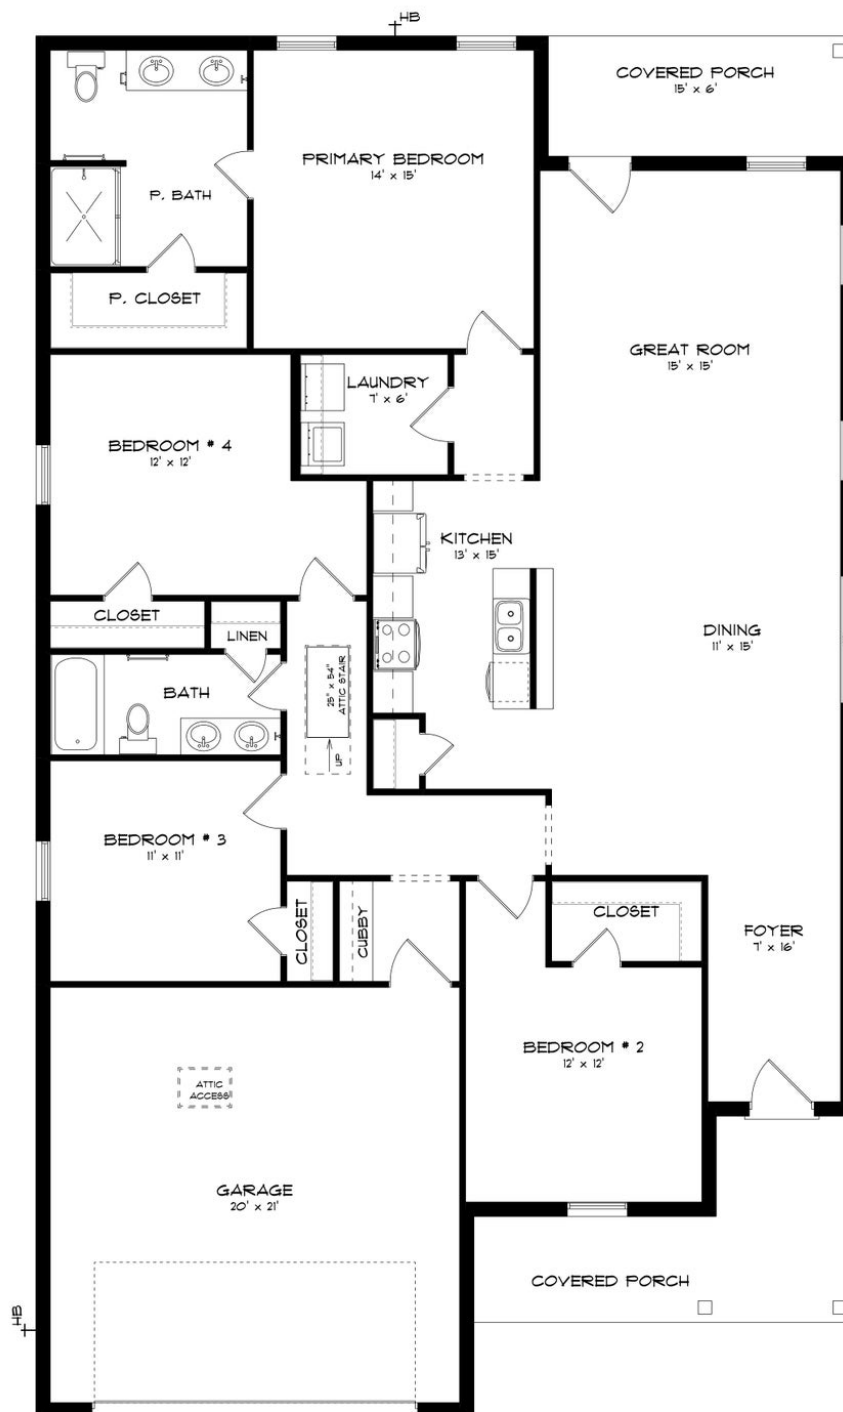 HB
COVERED PORCH
15' x 6'
PRIMARY BEDROOM
14' x 15'
P. BATH
P. CLOSET
GREAT ROOM
15' x 15'
LAUNDRY
7' x 6'
BEDROOM # 4
12' x 12'
KITCHEN
13' x 15'
CLOSET
LINEN
DINING
11' x 15'
BATH
25" x 54"
ATTIC STAIR
UP
BEDROOM # 3
11' x 11'
CLOSET
CUBBY
CLOSET
FOYER
7' x 16'
BEDROOM # 2
12' x 12'
ATTIC
ACCESS
GARAGE
20' x 21'
COVERED PORCH
HB